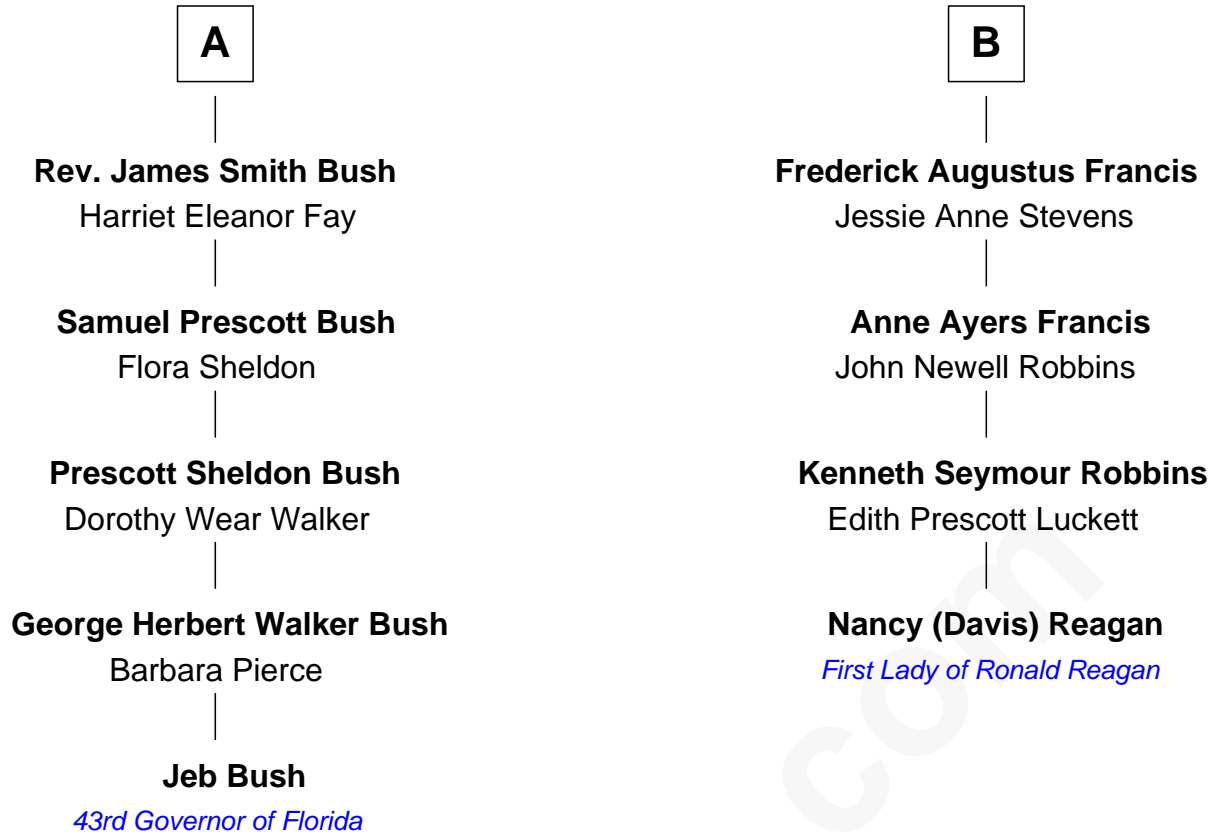 A
Rev. James Smith Bush
Harriet Eleanor Fay
Samuel Prescott Bush
Flora Sheldon
Prescott Sheldon Bush
Dorothy Wear Walker
George Herbert Walker Bush
Barbara Pierce
Jeb Bush
43rd Governor of Florida
B
Frederick Augustus Francis
Jessie Anne Stevens
Anne Ayers Francis
John Newell Robbins
Kenneth Seymour Robbins
Edith Prescott Luckett
Nancy (Davis) Reagan
First Lady of Ronald Reagan
com